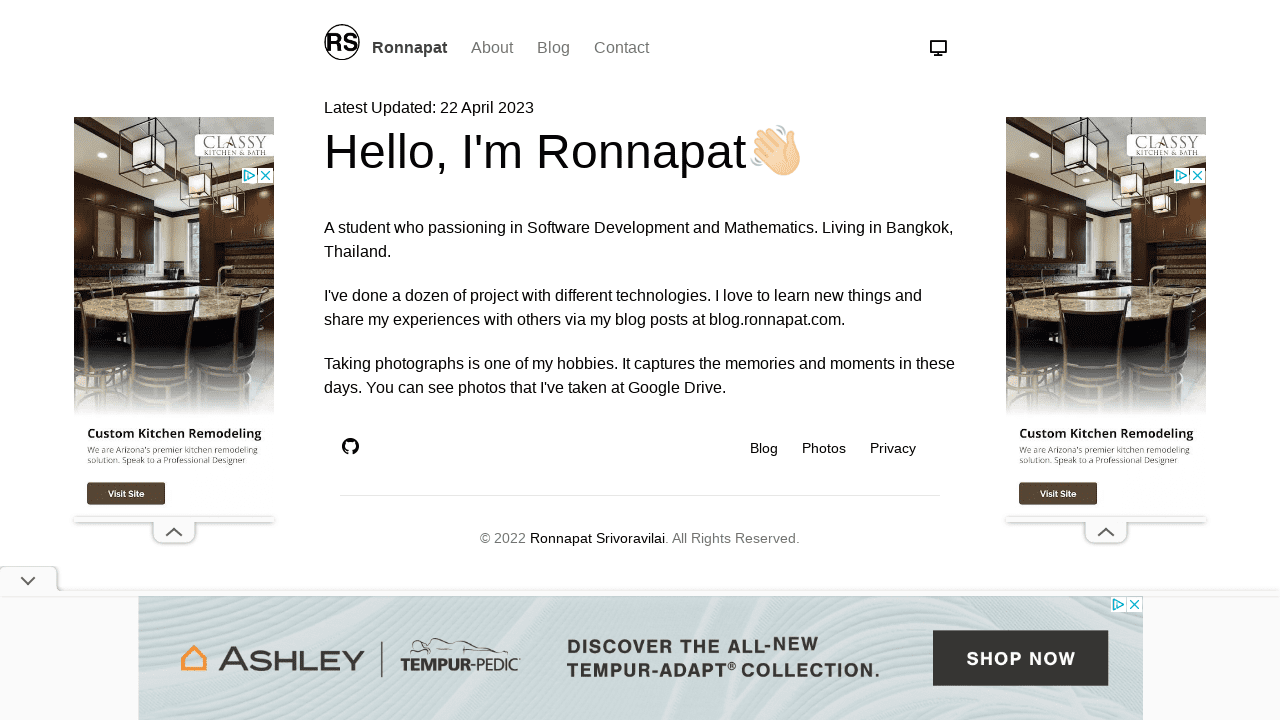 RS
Ronnapat
About
Blog
Contact
Latest Updated: 22 April 2023
Hello, I'm Ronnapat👋🏻
A student who passioning in Software Development and Mathematics. Living in Bangkok,
Thailand.
I've done a dozen of project with different technologies. I love to learn new things and
share my experiences with others via my blog posts at blog.ronnapat.com.
Taking photographs is one of my hobbies. It captures the memories and moments in these
days. You can see photos that I've taken at Google Drive.
Blog
Photos
Privacy
© 2022 Ronnapat Srivoravilai. All Rights Reserved.
CLASSY
KITCHEN & BATH
Custom Kitchen Remodeling
We are Arizona's premier kitchen remodeling
solution. Speak to a Professional Designer
Visit Site
CLASSY
KITCHEN & BATH
Custom Kitchen Remodeling
We are Arizona's premier kitchen remodeling
solution. Speak to a Professional Designer
Visit Site
ASHLEY
TEMPUR-PEDIC®
DISCOVER THE ALL-NEW
TEMPUR-ADAPT® COLLECTION.
SHOP NOW